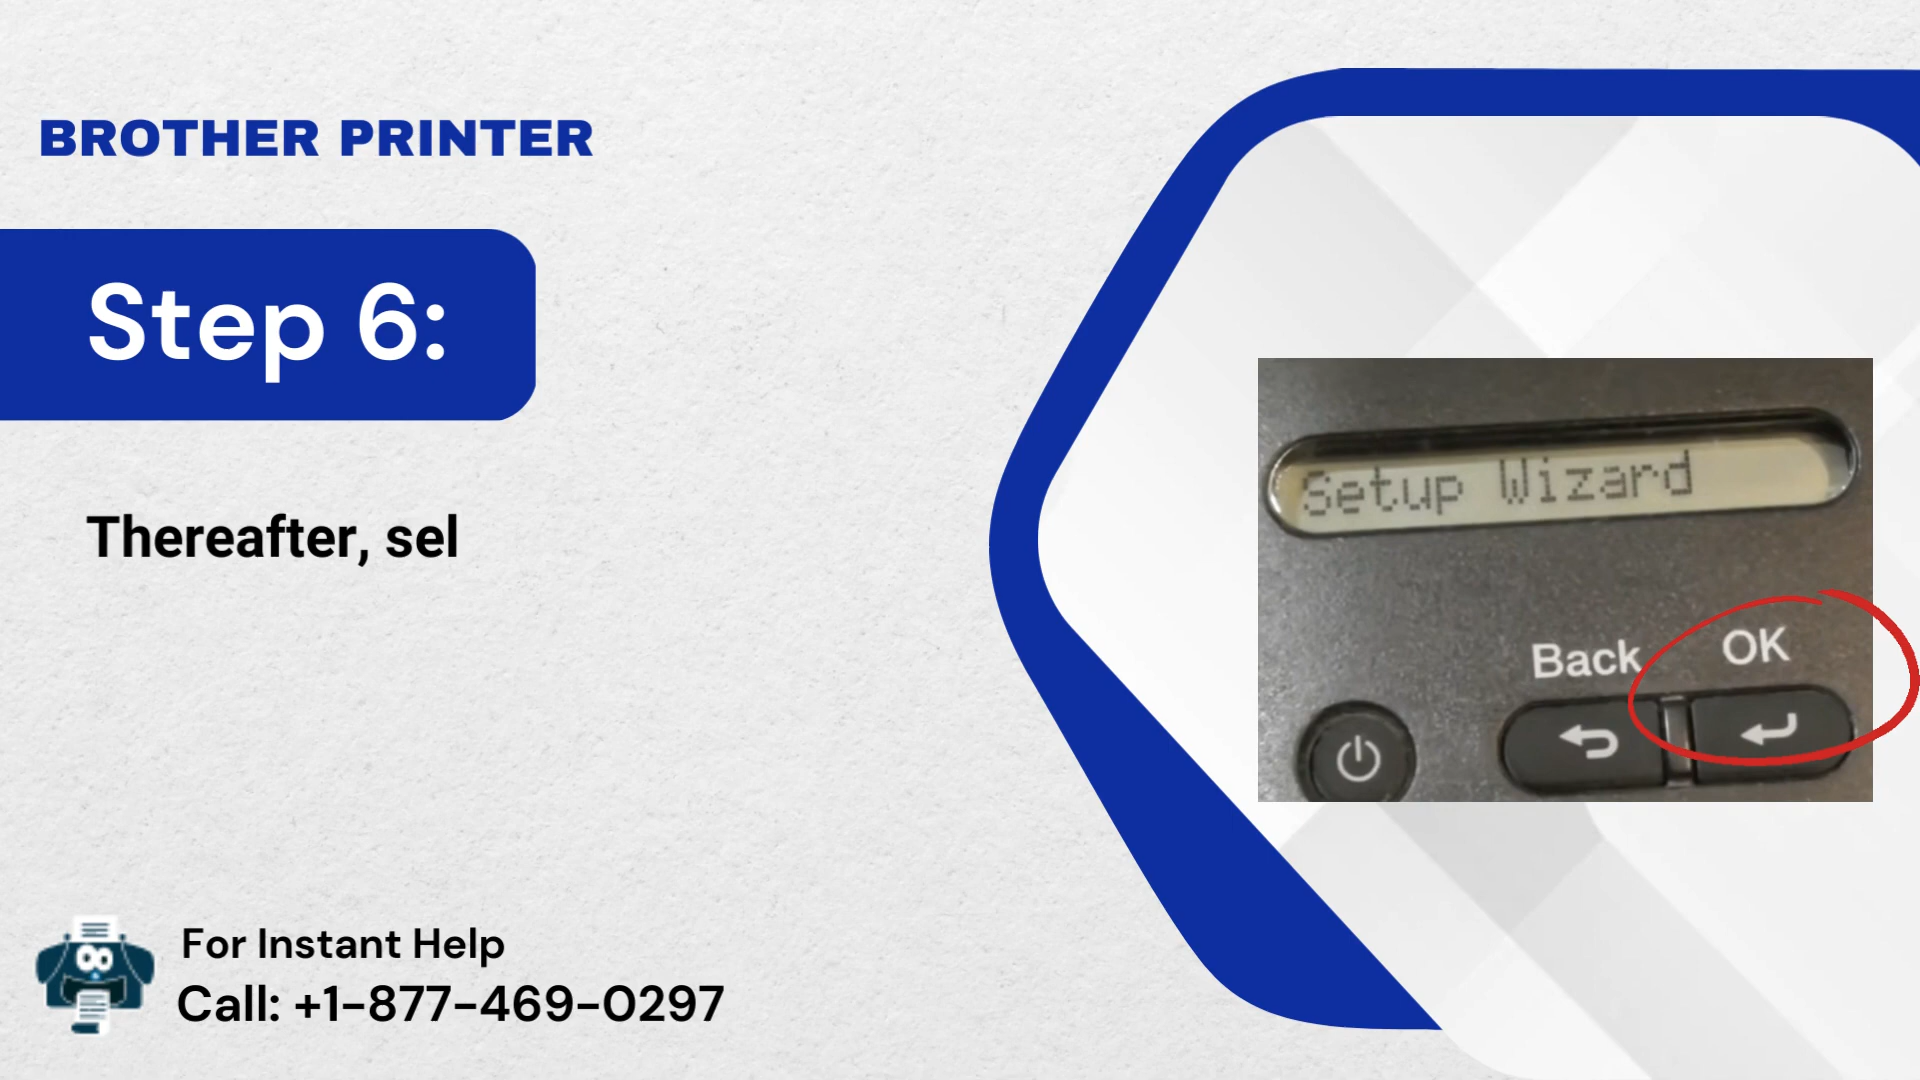 BROTHER PRINTER
Step 6:
Thereafter, sel
Setup Wizard
Back OK
For Instant Help
Call: +1-877-469-0297